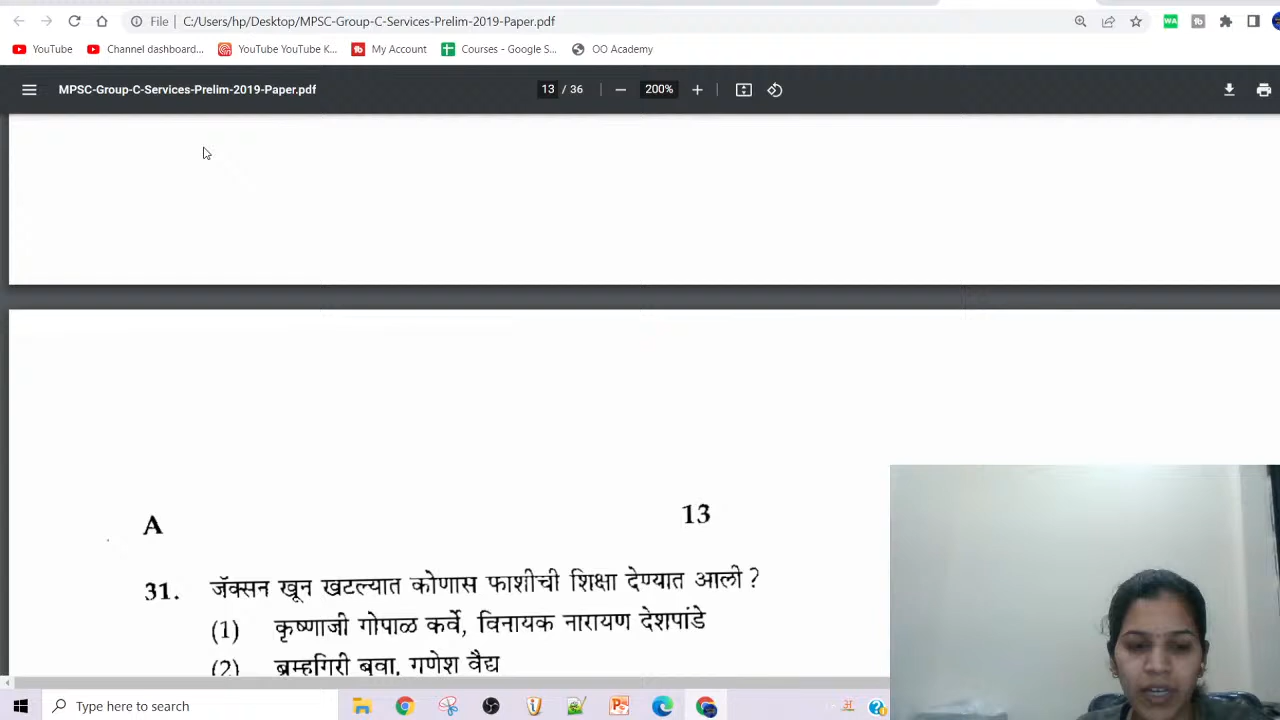 File | C:/Users/hp/Desktop/MPSC-Group-C-Services-Prelim-2019-Paper.pdf
YouTube Channel dashboard... YouTube YouTube K... My Account Courses - Google S... OO Academy
MPSC-Group-C-Services-Prelim-2019-Paper.pdf 13 / 36 200%
A 13
31. जॅक्सन खून खटल्यात कोणास फाशीची शिक्षा देण्यात आली ?
(1) कृष्णाजी गोपाळ कर्वे, विनायक नारायण देशपांडे
(2) ब्रम्हगिरी बुवा, गणेश वैद्य
Type here to search